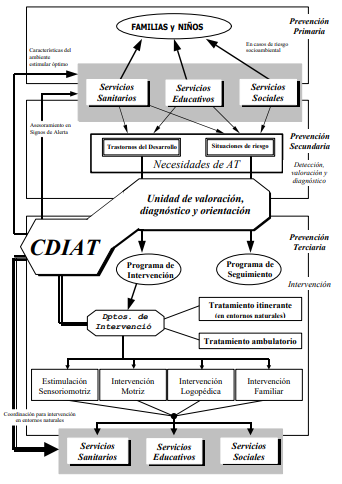 FAMILIAS y NIÑOS
Prevención
Primaria
Características del
ambiente
estimular óptimo
En casos de riesgo
socioambiental
Servicios
Sanitarios
Servicios
Educativos
Servicios
Sociales
Asesoramiento en
Signos de Alerta
Prevención
Secundaria
Trastornos del Desarrollo
Situaciones de riesgo
Necesidades de AT
Detección,
valoración y
diagnóstico
Unidad de valoración,
diagnóstico y orientación
CDIAT
Prevención
Terciaria
Programa de
Intervención
Programa de
Seguimiento
Intervención
Dptos. de
Intervenció
Tratamiento itinerante
(en entornos naturales)
Tratamiento ambulatorio
Estimulación
Sensoriomotriz
Intervención
Motriz
Intervención
Logopédica
Intervención
Familiar
Coordinación para intervención
en entornos naturales
Servicios
Sanitarios
Servicios
Educativos
Servicios
Sociales